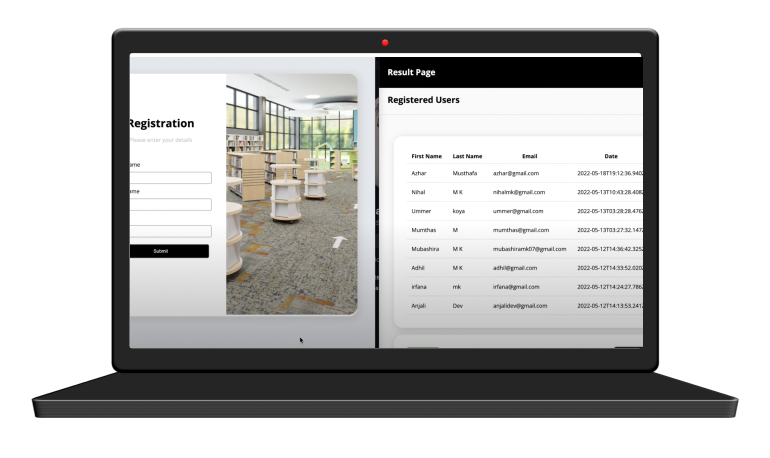 Registration
Please enter your details
ame
ame
Submit
Result Page
Registered Users
First Name Last Name Email Date
Azhar Musthafa azhar@gmail.com 2022-05-18T19:12:36.940
Nihal M K nihalmk@gmail.com 2022-05-13T10:43:28.408
Ummer koya ummer@gmail.com 2022-05-13T03:28:28.476
Mumthas M mumthas@gmail.com 2022-05-13T03:27:32.147
Mubashira M K mubashiramk07@gmail.com 2022-05-12T14:36:42.325
Adhil M K adhil@gmail.com 2022-05-12T14:33:52.020
irfana mk irfana@gmail.com 2022-05-12T14:24:27.786
Anjali Dev anjalidev@gmail.com 2022-05-12T14:13:53.241